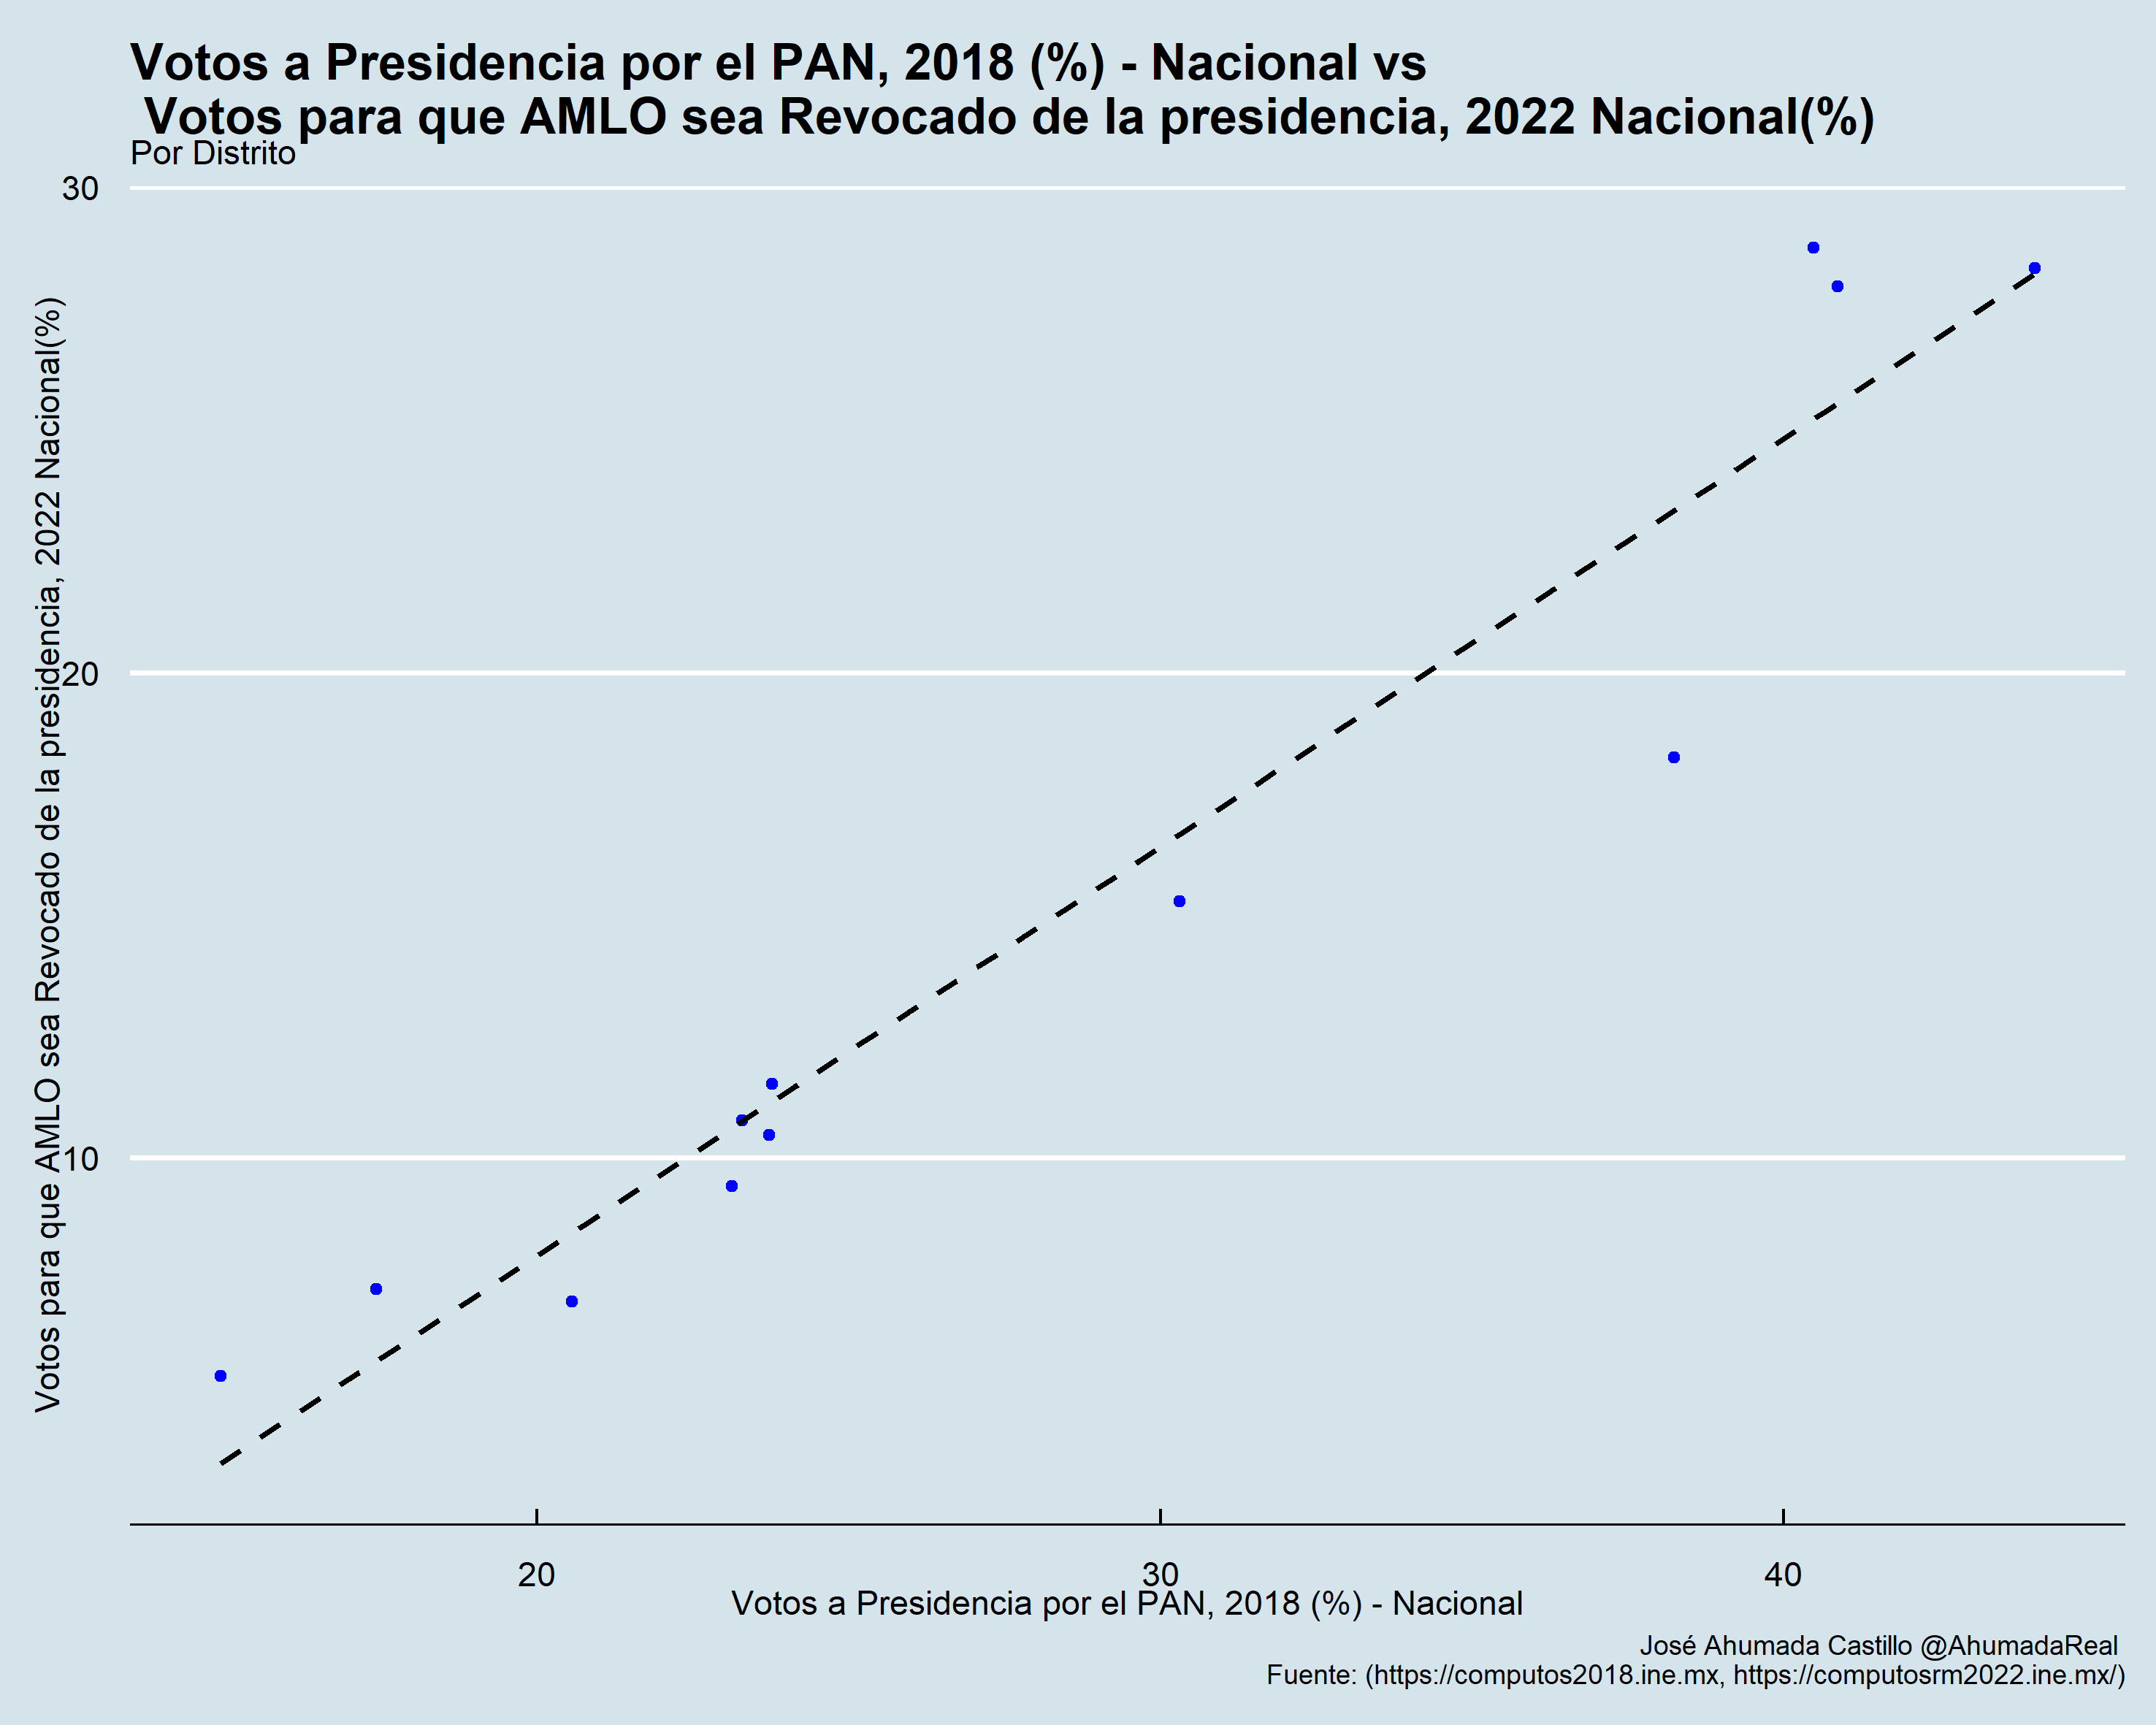 Votos a Presidencia por el PAN, 2018 (%) - Nacional vs
Votos para que AMLO sea Revocado de la presidencia, 2022 Nacional(%)
Por Distrito
30
20
10
Votos para que AMLO sea Revocado de la presidencia, 2022 Nacional(%)
20
30
40
Votos a Presidencia por el PAN, 2018 (%) - Nacional
José Ahumada Castillo @AhumadaReal
Fuente: (https://computos2018.ine.mx, https://computosrm2022.ine.mx/)